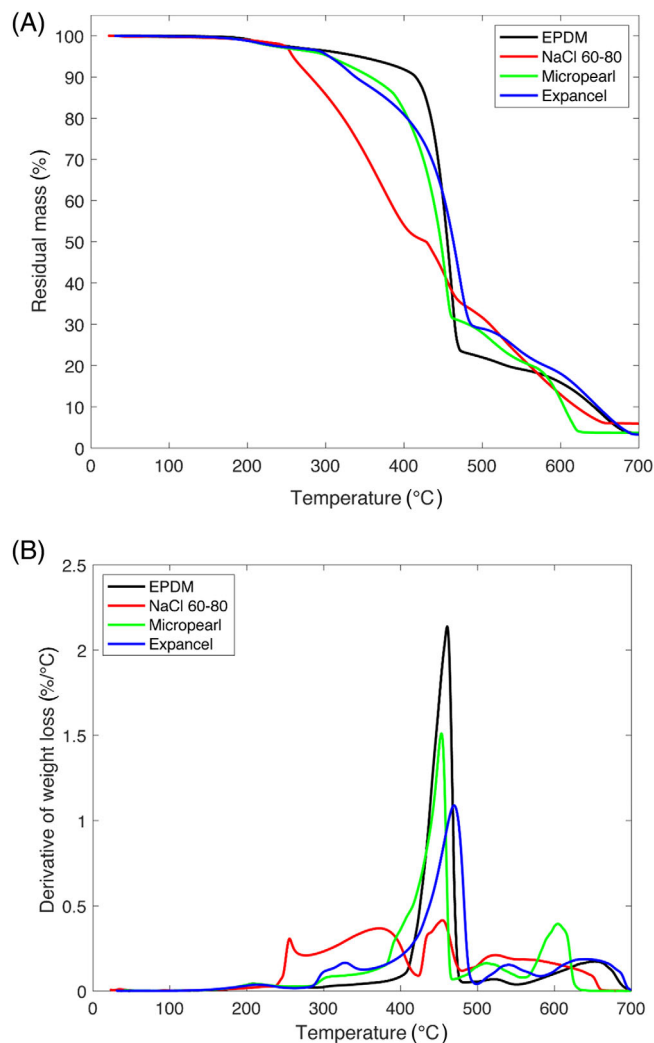 (A)
100
90
80
70
60
50
40
30
20
10
0
Residual mass (%)
EPDM
NaCl 60-80
Micropearl
Expancel
0 100 200 300 400 500 600 700
Temperature (°C)
(B)
2.5
2
1.5
1
0.5
0
Derivative of weight loss (%/°C)
EPDM
NaCl 60-80
Micropearl
Expancel
0 100 200 300 400 500 600 700
Temperature (°C)